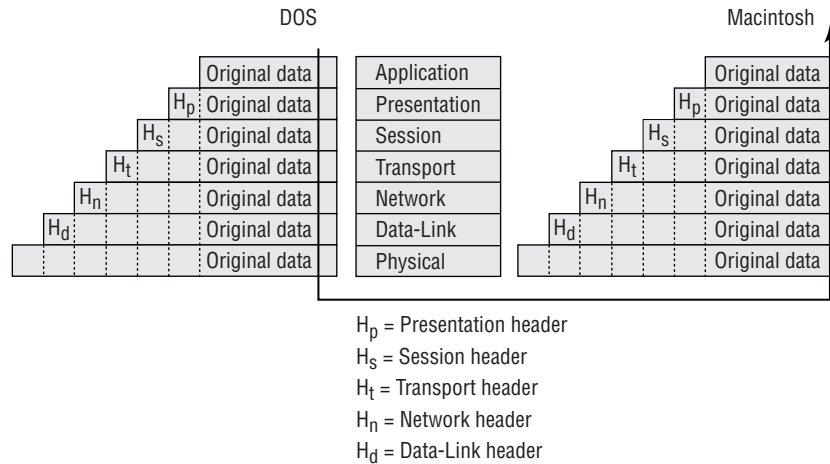 DOS Macintosh
Original data Application Original data
Hp Original data Presentation Hp Original data
Hs Original data Session Hs Original data
Ht Original data Transport Ht Original data
Hn Original data Network Hn Original data
Hd Original data Data-Link Hd Original data
Original data Physical Original data
Hp = Presentation header
Hs = Session header
Ht = Transport header
Hn = Network header
Hd = Data-Link header